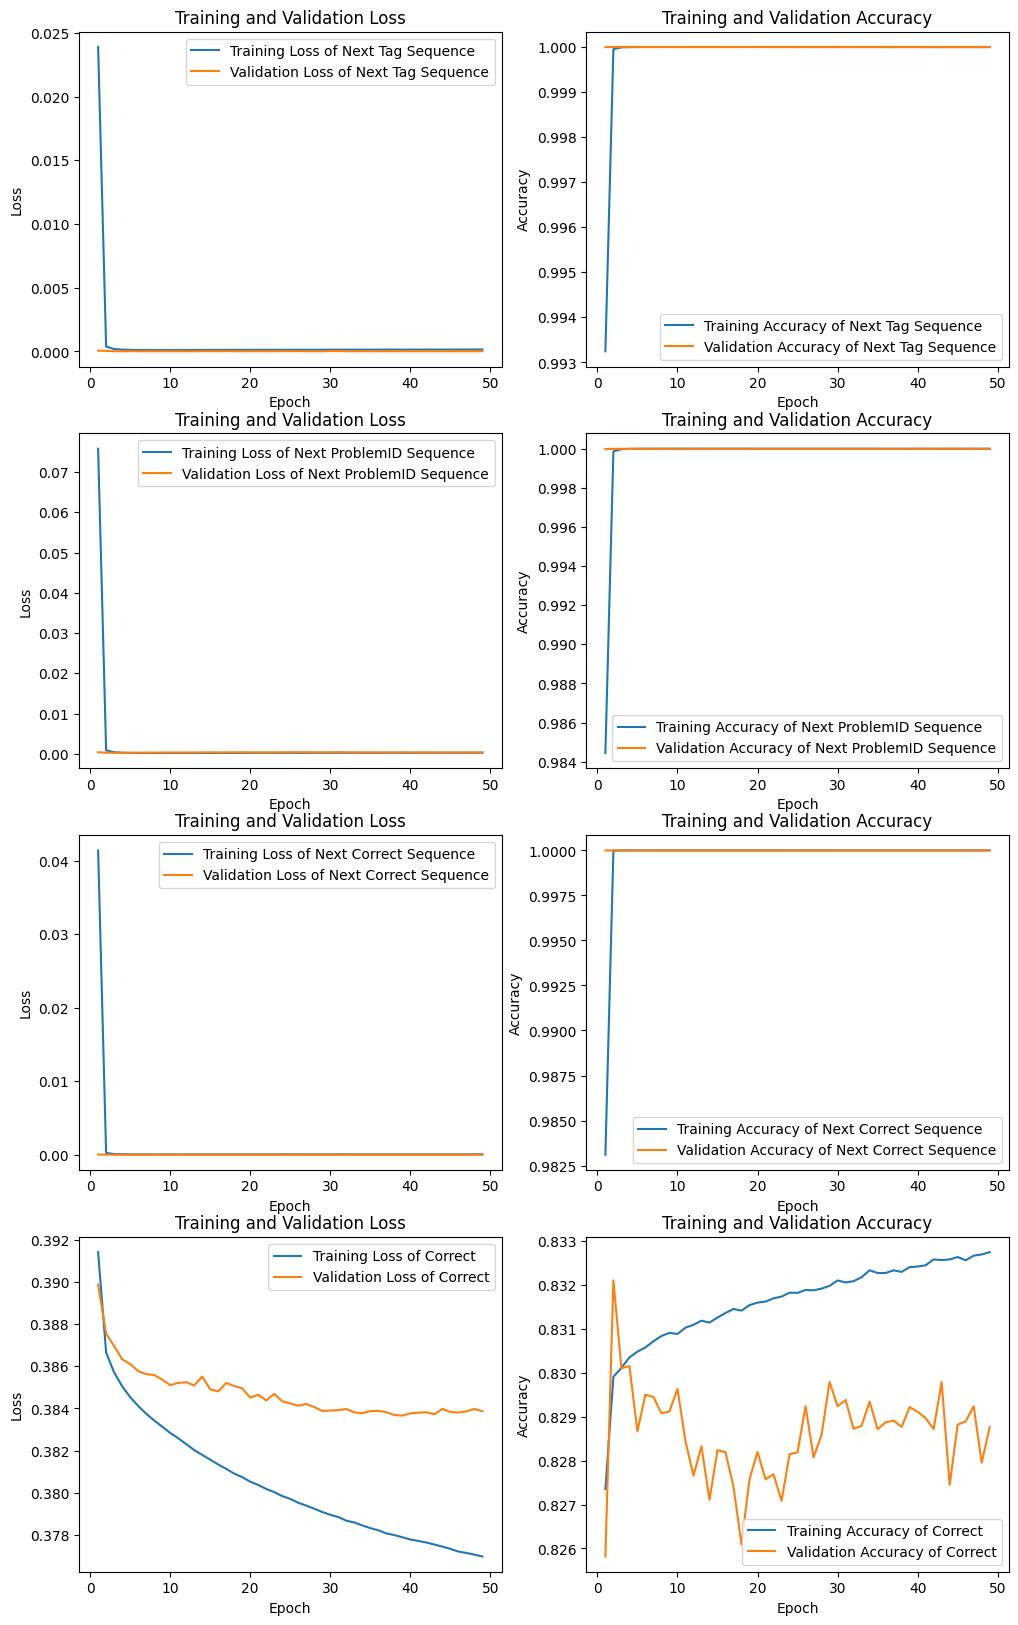 Training and Validation Loss
0.025
0.020
0.015
0.010
0.005
0.000
Loss
Training Loss of Next Tag Sequence
Validation Loss of Next Tag Sequence
0 10 20 30 40 50
Epoch
Training and Validation Accuracy
1.000
0.999
0.998
0.997
0.996
0.995
0.994
0.993
Accuracy
Training Accuracy of Next Tag Sequence
Validation Accuracy of Next Tag Sequence
0 10 20 30 40 50
Epoch
Training and Validation Loss
0.07
0.06
0.05
0.04
0.03
0.02
0.01
0.00
Loss
Training Loss of Next ProblemID Sequence
Validation Loss of Next ProblemID Sequence
0 10 20 30 40 50
Epoch
Training and Validation Accuracy
1.000
0.998
0.996
0.994
0.992
0.990
0.988
0.986
0.984
Accuracy
Training Accuracy of Next ProblemID Sequence
Validation Accuracy of Next ProblemID Sequence
0 10 20 30 40 50
Epoch
Training and Validation Loss
0.04
0.03
0.02
0.01
0.00
Loss
Training Loss of Next Correct Sequence
Validation Loss of Next Correct Sequence
0 10 20 30 40 50
Epoch
Training and Validation Accuracy
1.0000
0.9975
0.9950
0.9925
0.9900
0.9875
0.9850
0.9825
Accuracy
Training Accuracy of Next Correct Sequence
Validation Accuracy of Next Correct Sequence
0 10 20 30 40 50
Epoch
Training and Validation Loss
0.392
0.390
0.388
0.386
0.384
0.382
0.380
0.378
Loss
Training Loss of Correct
Validation Loss of Correct
0 10 20 30 40 50
Epoch
Training and Validation Accuracy
0.833
0.832
0.831
0.830
0.829
0.828
0.827
0.826
Accuracy
Training Accuracy of Correct
Validation Accuracy of Correct
0 10 20 30 40 50
Epoch